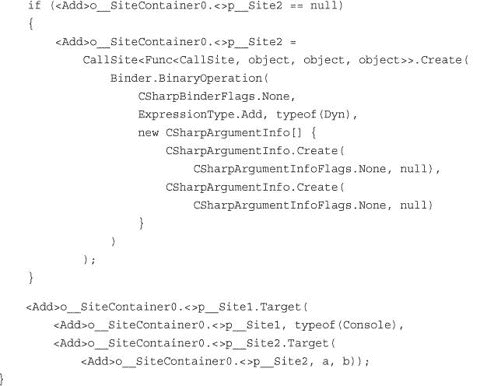 if (<Add>o__SiteContainer0.<>p__Site2 == null)
{
<Add>o__SiteContainer0.<>p__Site2 =
CallSite<Func<CallSite, object, object, object>>.Create(
Binder.BinaryOperation(
CSharpBinderFlags.None,
ExpressionType.Add, typeof(Dyn),
new CSharpArgumentInfo[] {
CSharpArgumentInfo.Create(
CSharpArgumentInfoFlags.None, null),
CSharpArgumentInfo.Create(
CSharpArgumentInfoFlags.None, null)
}
)
);
}
<Add>o__SiteContainer0.<>p__Site1.Target(
<Add>o__SiteContainer0.<>p__Site1, typeof(Console),
<Add>o__SiteContainer0.<>p__Site2.Target(
<Add>o__SiteContainer0.<>p__Site2, a, b));
}